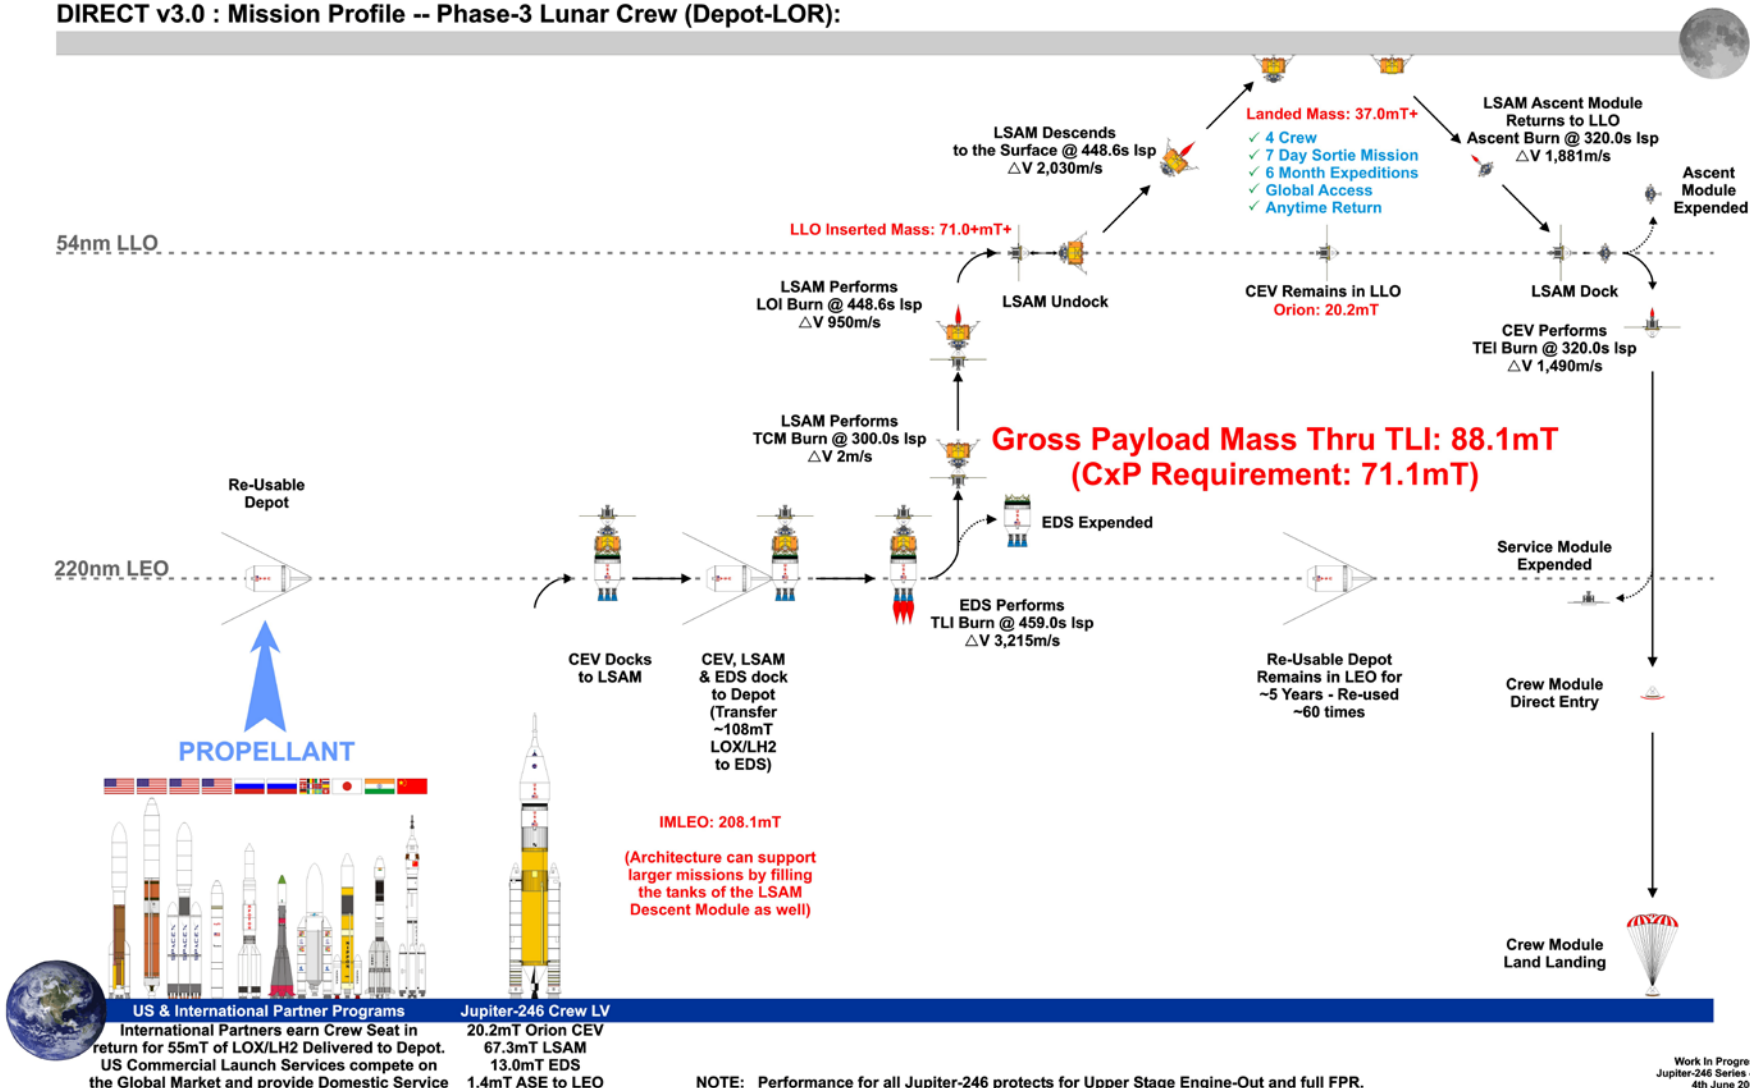 DIRECT v3.0 : Mission Profile -- Phase-3 Lunar Crew (Depot-LOR):
LSAM Descends
to the Surface @ 448.6s Isp
△V 2,030m/s
Landed Mass: 37.0mT+
✓ 4 Crew
✓ 7 Day Sortie Mission
✓ 6 Month Expeditions
✓ Global Access
✓ Anytime Return
LSAM Ascent Module
Returns to LLO
Ascent Burn @ 320.0s Isp
△V 1,881m/s
Ascent
Module
Expended
54nm LLO
LLO Inserted Mass: 71.0+mT+
LSAM Performs
LOI Burn @ 448.6s Isp
△V 950m/s
LSAM Undock
CEV Remains in LLO
Orion: 20.2mT
LSAM Dock
CEV Performs
TEI Burn @ 320.0s Isp
△V 1,490m/s
LSAM Performs
TCM Burn @ 300.0s Isp
△V 2m/s
Gross Payload Mass Thru TLI: 88.1mT
(CxP Requirement: 71.1mT)
Re-Usable
Depot
EDS Expended
220nm LEO
Service Module
Expended
EDS Performs
TLI Burn @ 459.0s Isp
△V 3,215m/s
CEV Docks
to LSAM
CEV, LSAM
& EDS dock
to Depot
(Transfer
~108mT
LOX/LH2
to EDS)
Re-Usable Depot
Remains in LEO for
~5 Years - Re-used
~60 times
Crew Module
Direct Entry
PROPELLANT
IMLEO: 208.1mT
(Architecture can support
larger missions by filling
the tanks of the LSAM
Descent Module as well)
Crew Module
Land Landing
US & International Partner Programs
International Partners earn Crew Seat in
return for 55mT of LOX/LH2 Delivered to Depot.
US Commercial Launch Services compete on
the Global Market and provide Domestic Service
Jupiter-246 Crew LV
20.2mT Orion CEV
67.3mT LSAM
13.0mT EDS
1.4mT ASE to LEO
NOTE: Performance for all Jupiter-246 protects for Upper Stage Engine-Out and full FPR.
Work In Progre
Jupiter-246 Series
4th June 20